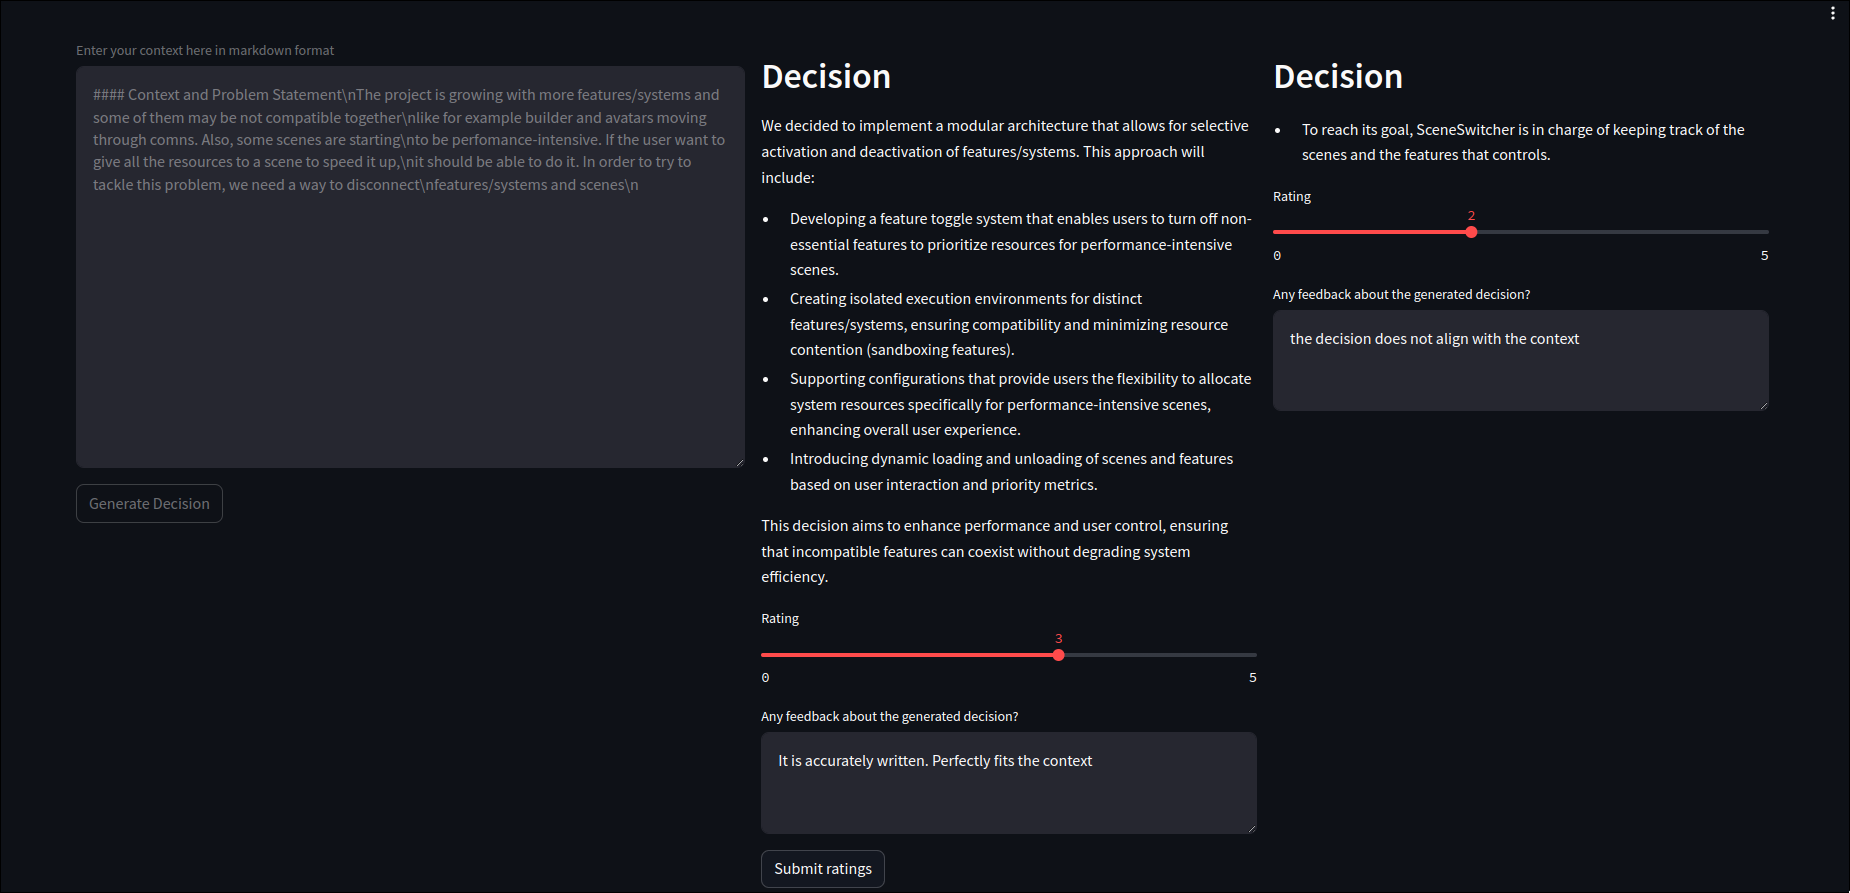 Enter your context here in markdown format
#### Context and Problem Statement\nThe project is growing with more features/systems and
some of them may be not compatible together\nlike for example builder and avatars moving
through comns. Also, some scenes are starting\nto be perfomance-intensive. If the user want to
give all the resources to a scene to speed it up,\nit should be able to do it. In order to try to
tackle this problem, we need a way to disconnect\nfeatures/systems and scenes\n
Generate Decision
Decision
We decided to implement a modular architecture that allows for selective
activation and deactivation of features/systems. This approach will
include:
• Developing a feature toggle system that enables users to turn off non-
essential features to prioritize resources for performance-intensive
scenes.
• Creating isolated execution environments for distinct
features/systems, ensuring compatibility and minimizing resource
contention (sandboxing features).
• Supporting configurations that provide users the flexibility to allocate
system resources specifically for performance-intensive scenes,
enhancing overall user experience.
• Introducing dynamic loading and unloading of scenes and features
based on user interaction and priority metrics.
This decision aims to enhance performance and user control, ensuring
that incompatible features can coexist without degrading system
efficiency.
Rating
3
0 5
Any feedback about the generated decision?
It is accurately written. Perfectly fits the context
Submit ratings
Decision
• To reach its goal, SceneSwitcher is in charge of keeping track of the
scenes and the features that controls.
Rating
2
0 5
Any feedback about the generated decision?
the decision does not align with the context